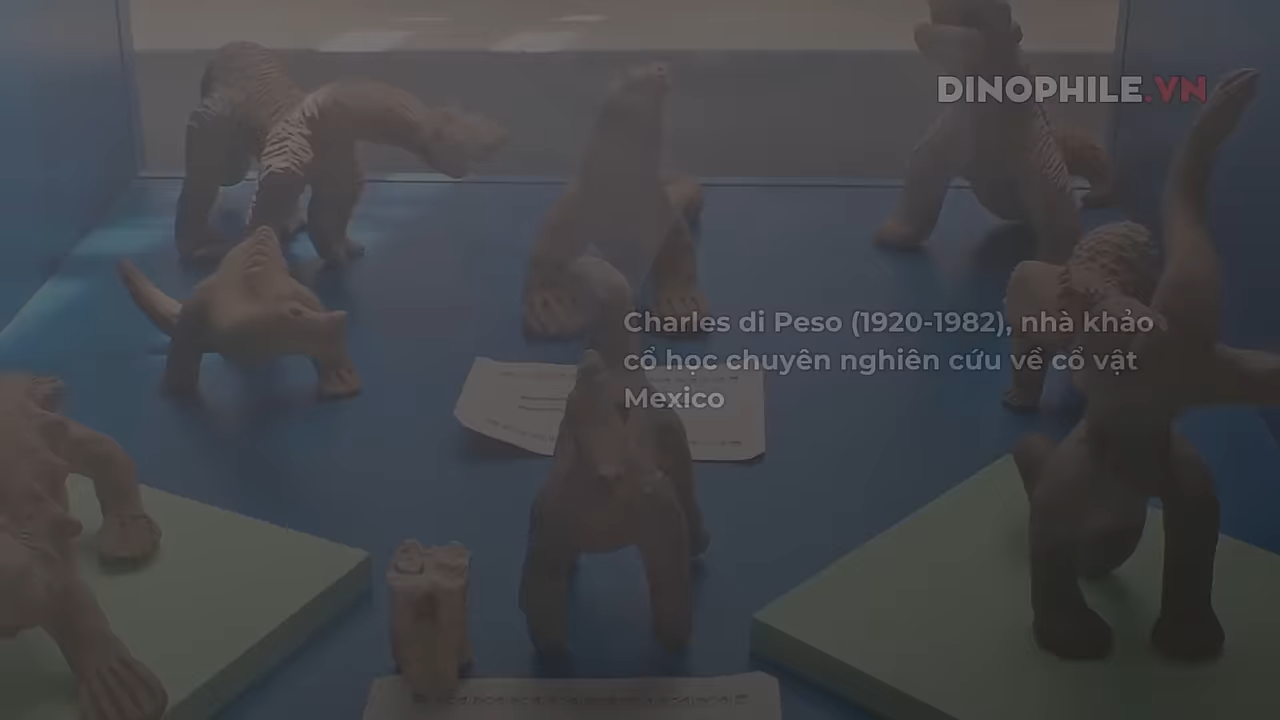 DINOPHILE.VN
Charles di Peso (1920-1982), nhà khảo
cổ học chuyên nghiên cứu về cổ vật
Mexico